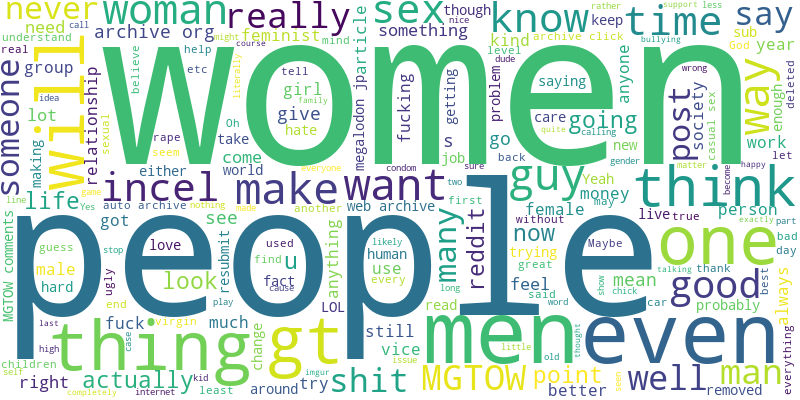 women
people
never
woman
really
sex
know
time
say
need
archive org
feminist
mind
though
something
kind
keep
archive click
sub
God
year
understand
call
might
nice
course
rather
support
less
level
bullying
real
group
help
etc
believe
literally
dude
wrong
deleted
idea
lot
someone
will
relationship
making
sexual
Oh
rape
seem
take
tell
girl
family
give
hate
megalodon jp
article
fucking
getting
problem
saying
care
anyone
going
post
society
casual sex
enough
way
work
let
s
job
go
back
calling
new
gender
matter
happy
quite
come
world
either
everyone
condom
sure
become
incel
make
want
guy
think
life
line
Yes
game
auto archive
nothing
made
another
web archive
two
first
without
Yeah
money
may
female
live
true
person
exactly
part
bad
day
MGTOW comments
guess
stop
got
see
resubmit
love
used
find
u
fact
cause
anything
likely
human
use
every
many
reddit
now
trying
great
feel
said
word
Maybe
show
chick
talking
mean
car
one
good
thank
best
probably
always
everything
male
hard
ugly
look
end
play
LOL
long
read
last
thing
gt
men
even
high
fuck
virgin
case
much
change
still
vice
issue
little
old
thought
children
self
right
actually
kid
least
around
try
shit
MGTOW
point
well
man
completely
internet
imgur
better
seen
removed